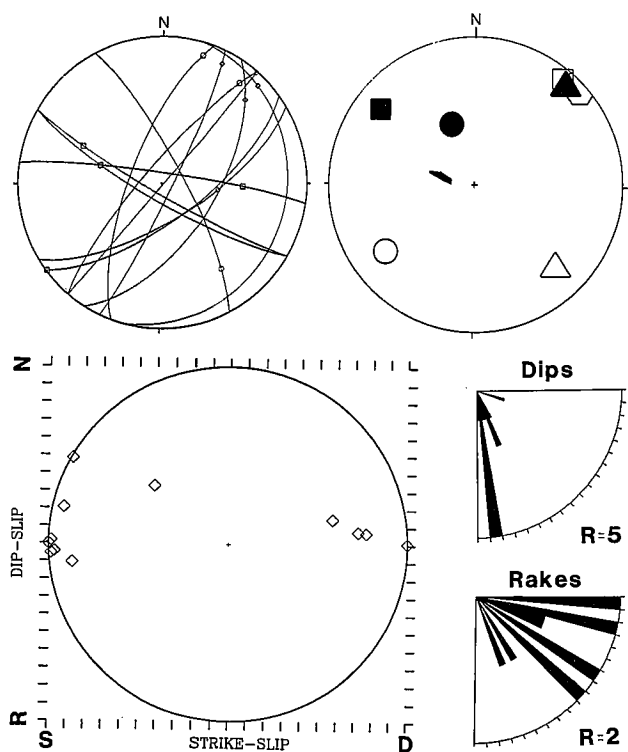 N
N
N
DIP-SLIP
R
S
STRIKE-SLIP
D
Dips
R=5
Rakes
R=2